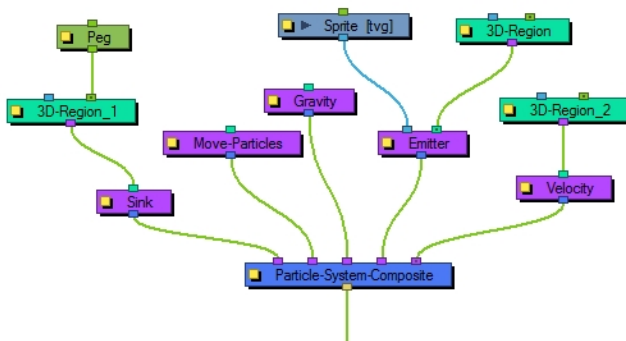 Peg
Sprite [tvg]
3D-Region
3D-Region_1
Gravity
3D-Region_2
Move-Particles
Emitter
Sink
Velocity
Particle-System-Composite